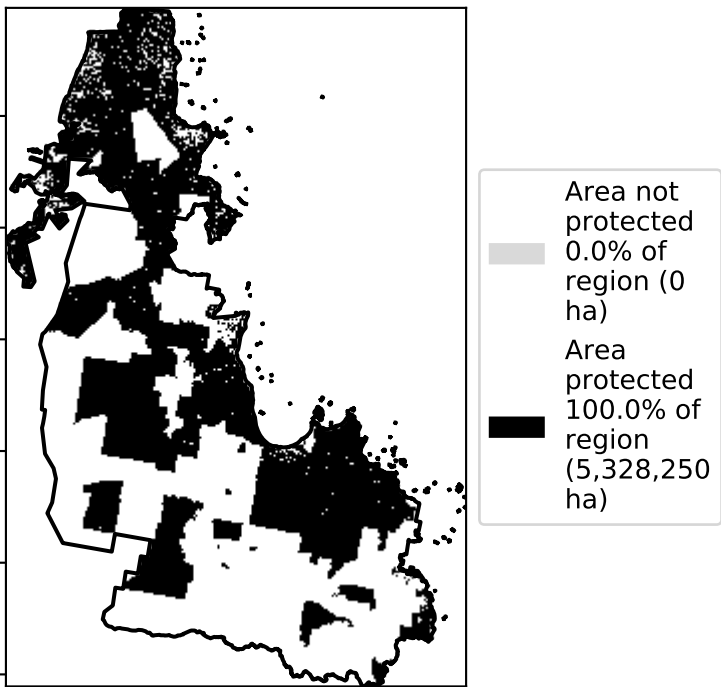 Area not
protected
0.0% of
region (0
ha)
Area
protected
100.0% of
region
(5,328,250
ha)